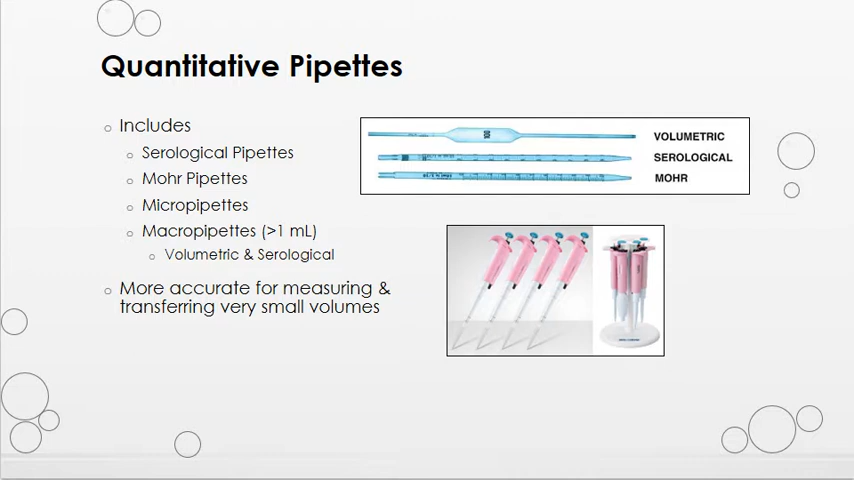 Quantitative Pipettes
Includes
Serological Pipettes
Mohr Pipettes
Micropipettes
Macropipettes (>1 mL)
Volumetric & Serological
More accurate for measuring &
transferring very small volumes
100
VOLUMETRIC
SEROLOGICAL
MOHR